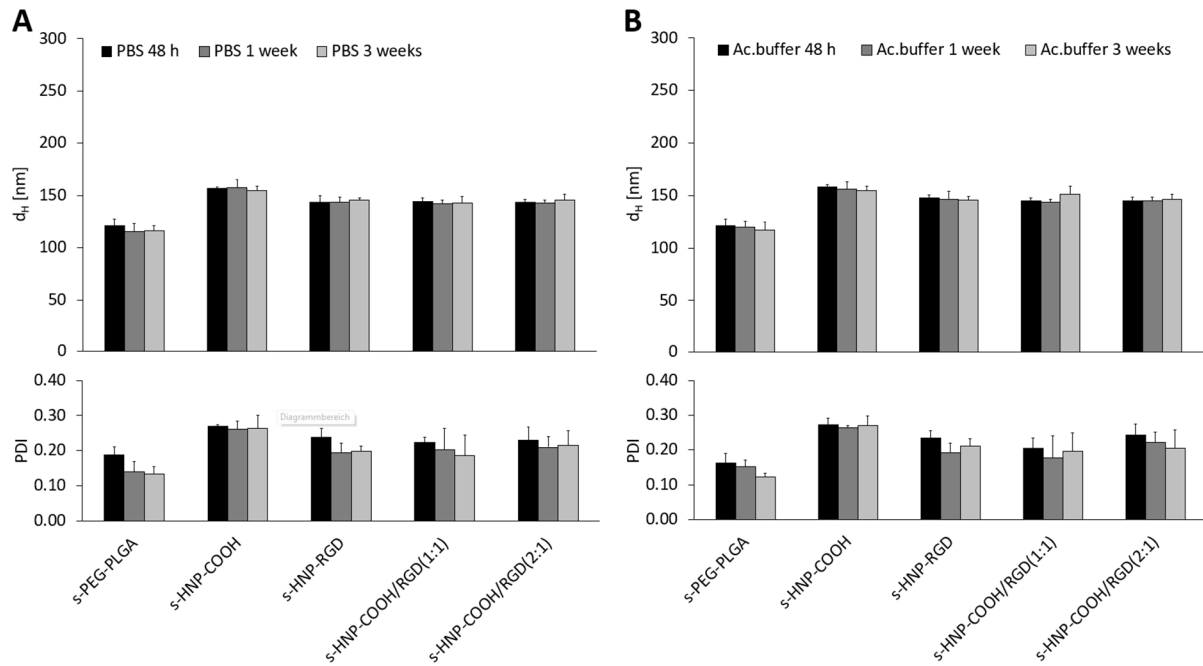 A
PBS 48 h PBS 1 week PBS 3 weeks
300
250
200
150
100
50
0
dH [nm]
0.40
0.30
0.20
0.10
0.00
PDI
Diagrammbereich
s-PEG-PLGA
s-HNP-COOH
s-HNP-RGD
s-HNP-COOH/RGD(1:1)
s-HNP-COOH/RGD(2:1)
B
Ac.buffer 48 h Ac.buffer 1 week Ac.buffer 3 weeks
300
250
200
150
100
50
0
dH [nm]
0.40
0.30
0.20
0.10
0.00
PDI
s-PEG-PLGA
s-HNP-COOH
s-HNP-RGD
s-HNP-COOH/RGD(1:1)
s-HNP-COOH/RGD(2:1)